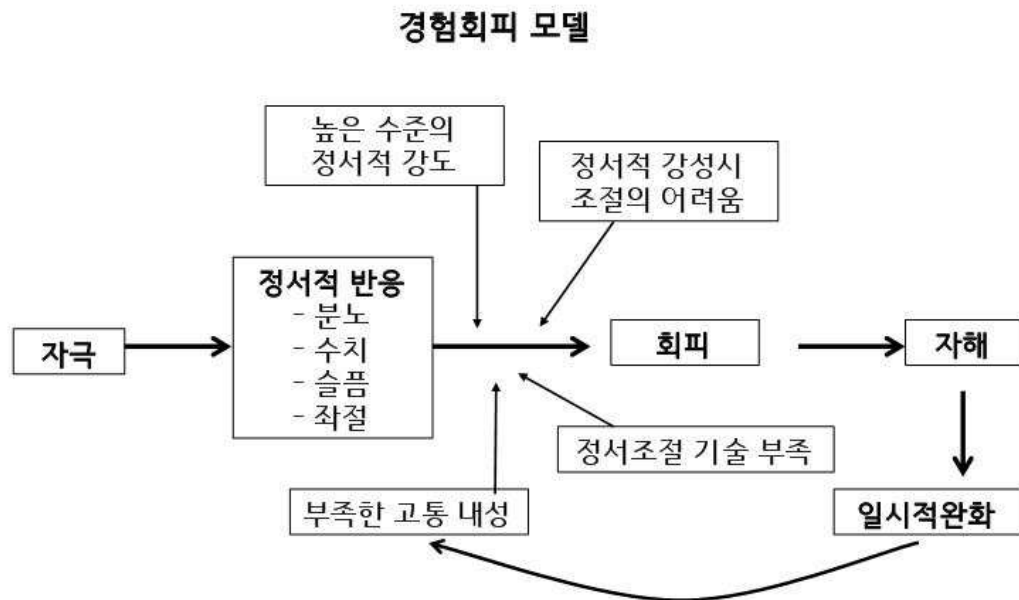 경험회피 모델
높은 수준의
정서적 강도
정서적 강성시
조절의 어려움
정서적 반응
- 분노
- 수치
- 슬픔
- 좌절
자극
회피
자해
정서조절 기술 부족
부족한 고통 내성
일시적완화